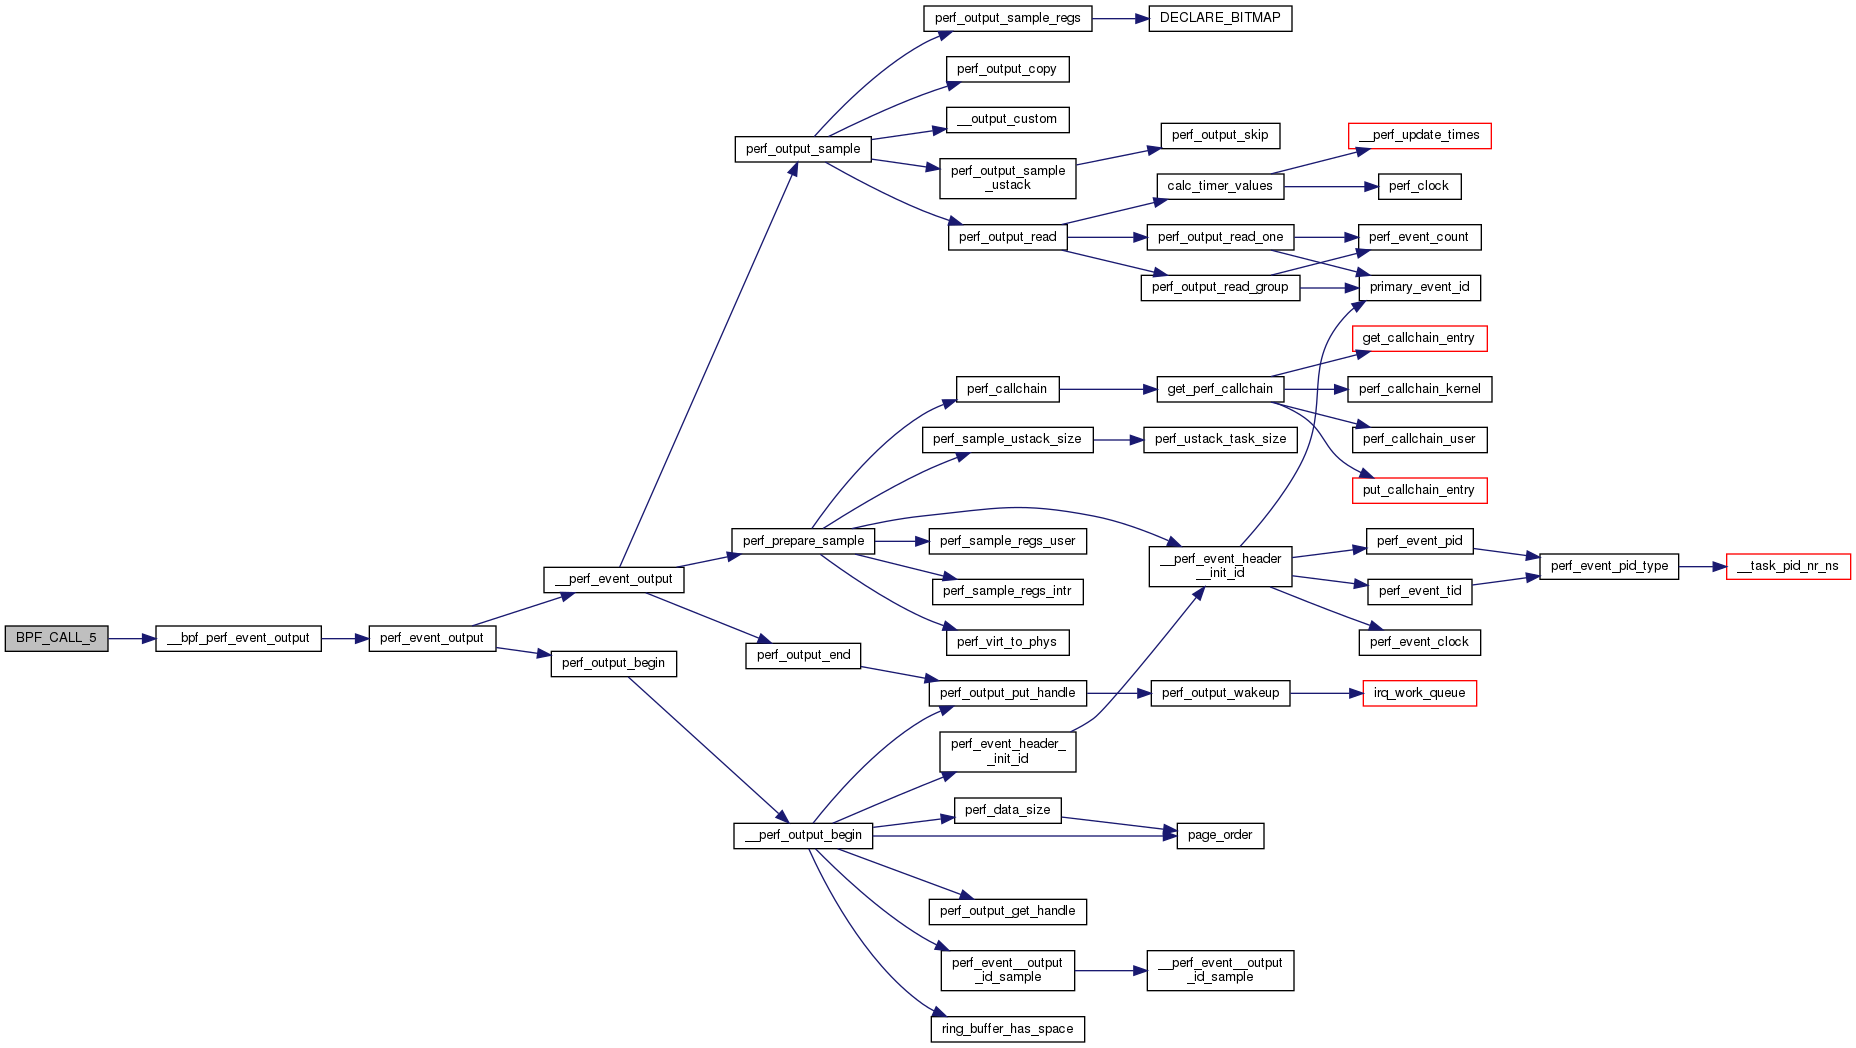 perf_output_sample_regs
DECLARE_BITMAP
perf_output_copy
__output_custom
perf_output_skip
__perf_update_times
perf_output_sample
perf_output_sample
_ustack
calc_timer_values
perf_clock
perf_output_read
perf_output_read_one
perf_event_count
perf_output_read_group
primary_event_id
get_callchain_entry
perf_callchain
get_perf_callchain
perf_callchain_kernel
perf_sample_ustack_size
perf_ustack_task_size
perf_callchain_user
put_callchain_entry
perf_prepare_sample
perf_sample_regs_user
__perf_event_header
__init_id
perf_event_pid
perf_event_pid_type
__task_pid_nr_ns
__perf_event_output
perf_sample_regs_intr
perf_event_tid
BPF_CALL_5
__bpf_perf_event_output
perf_event_output
perf_virt_to_phys
perf_event_clock
perf_output_begin
perf_output_end
perf_output_put_handle
perf_output_wakeup
irq_work_queue
perf_event_header_
_init_id
perf_data_size
__perf_output_begin
page_order
perf_output_get_handle
perf_event__output
_id_sample
__perf_event__output
_id_sample
ring_buffer_has_space